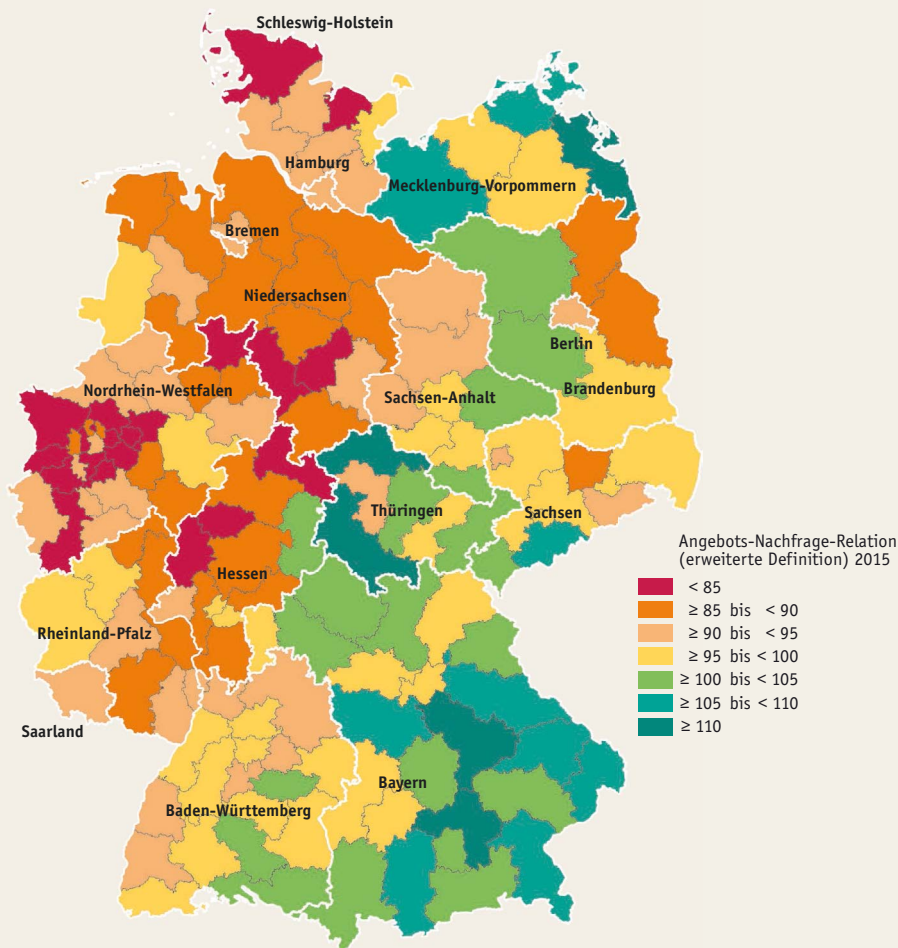 Schleswig-Holstein
Hamburg
Mecklenburg-Vorpommern
Bremen
Niedersachsen
Berlin
Nordrhein-Westfalen
Sachsen-Anhalt
Brandenburg
Thüringen
Sachsen
Hessen
Rheinland-Pfalz
Saarland
Bayern
Baden-Württemberg
Angebots-Nachfrage-Relation
(erweiterte Definition) 2015
< 85
≥ 85 bis < 90
≥ 90 bis < 95
≥ 95 bis < 100
≥ 100 bis < 105
≥ 105 bis < 110
≥ 110